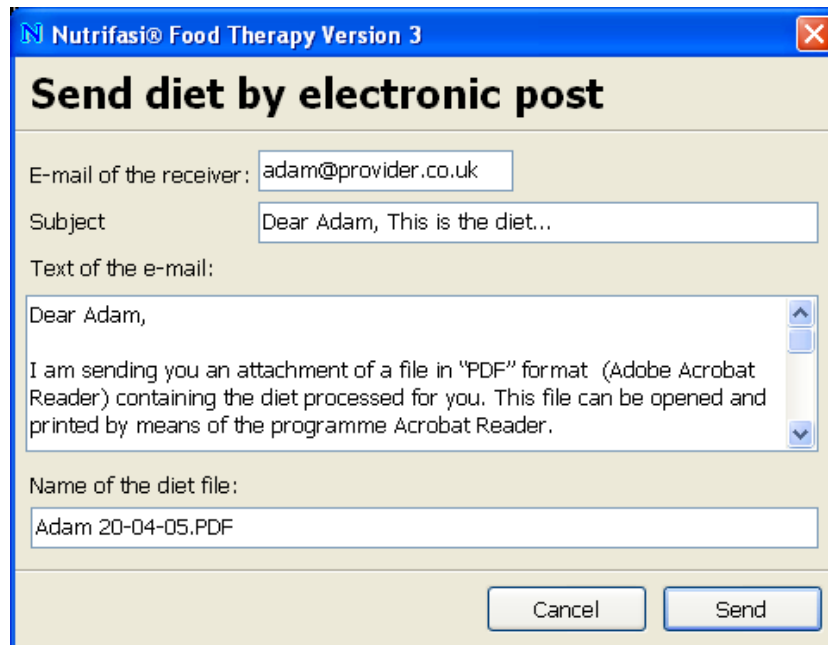 N Nutrifasi® Food Therapy Version 3
Send diet by electronic post
E-mail of the receiver: adam@provider.co.uk
Subject Dear Adam, This is the diet...
Text of the e-mail:
Dear Adam,
I am sending you an attachment of a file in "PDF" format  (Adobe Acrobat
Reader) containing the diet processed for you. This file can be opened and
printed by means of the programme Acrobat Reader.
Name of the diet file:
Adam 20-04-05.PDF
Cancel Send